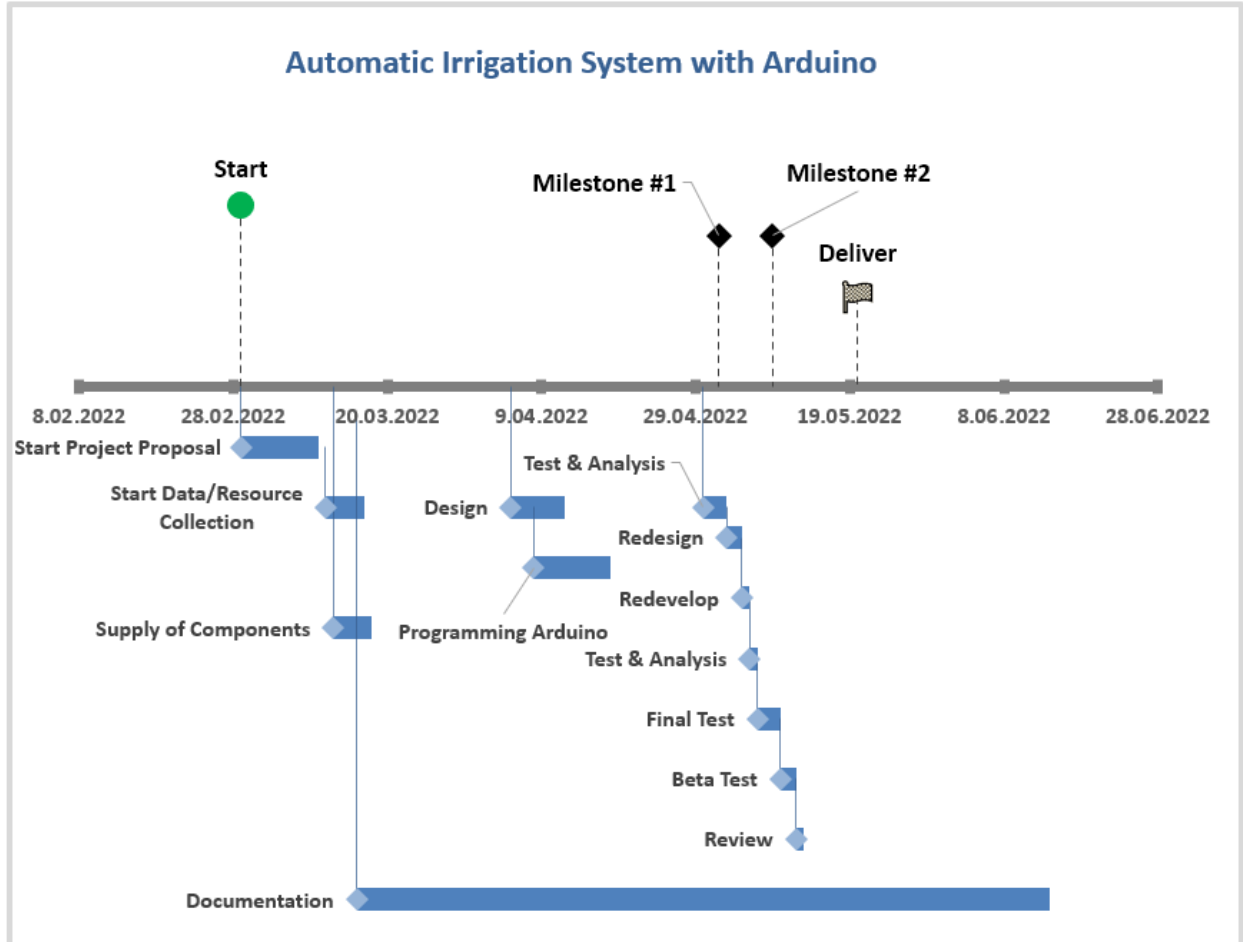 Automatic Irrigation System with Arduino
Start
Milestone #1
Milestone #2
Deliver
8.02.2022
28.02.2022
20.03.2022
9.04.2022
29.04.2022
19.05.2022
8.06.2022
28.06.2022
Start Project Proposal
Test & Analysis
Start Data/Resource
Collection
Design
Redesign
Redevelop
Supply of Components
Programming Arduino
Test & Analysis
Final Test
Beta Test
Review
Documentation